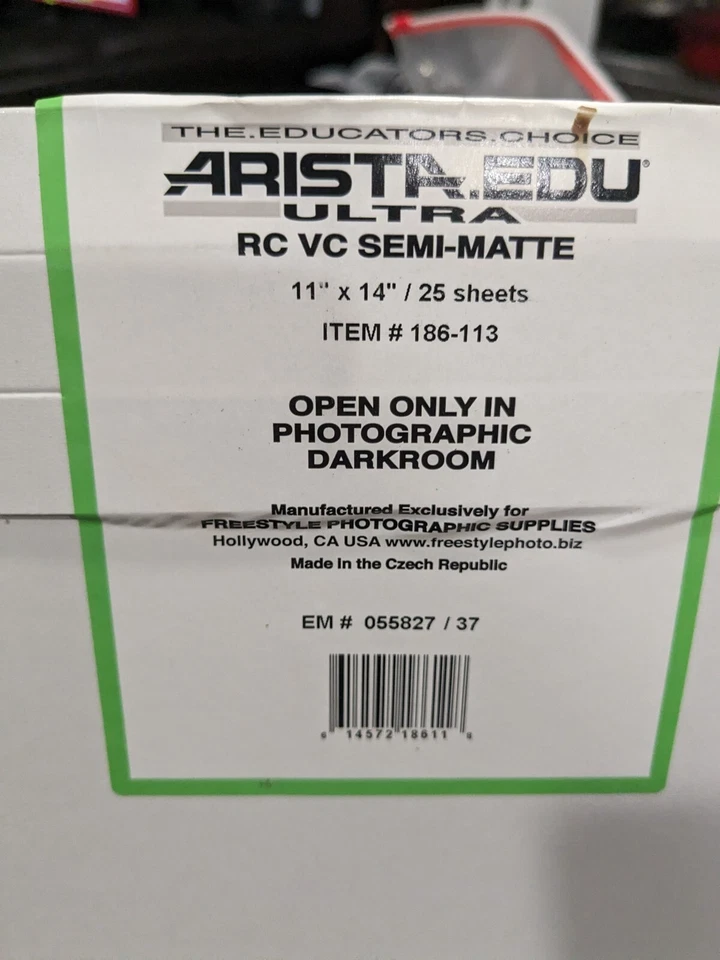 THE.EDUCATORS.CHOICE
ARISTA.EDU®
ULTRA
RC VC SEMI-MATTE
11" x 14" / 25 sheets
ITEM # 186-113
OPEN ONLY IN
PHOTOGRAPHIC
DARKROOM
Manufactured Exclusively for
FREESTYLE PHOTOGRAPHIC SUPPLIES
Hollywood, CA USA www.freestylephoto.biz
Made in the Czech Republic
EM # 055827 / 37
14572 18611